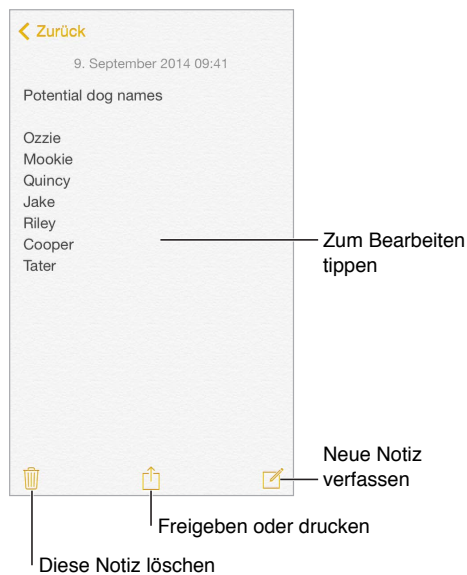 Zurück
9. September 2014 09:41
Potential dog names
Ozzie
Mookie
Quincy
Jake
Riley
Cooper
Tater
Zum Bearbeiten
tippen
Neue Notiz
verfassen
Freigeben oder drucken
Diese Notiz löschen